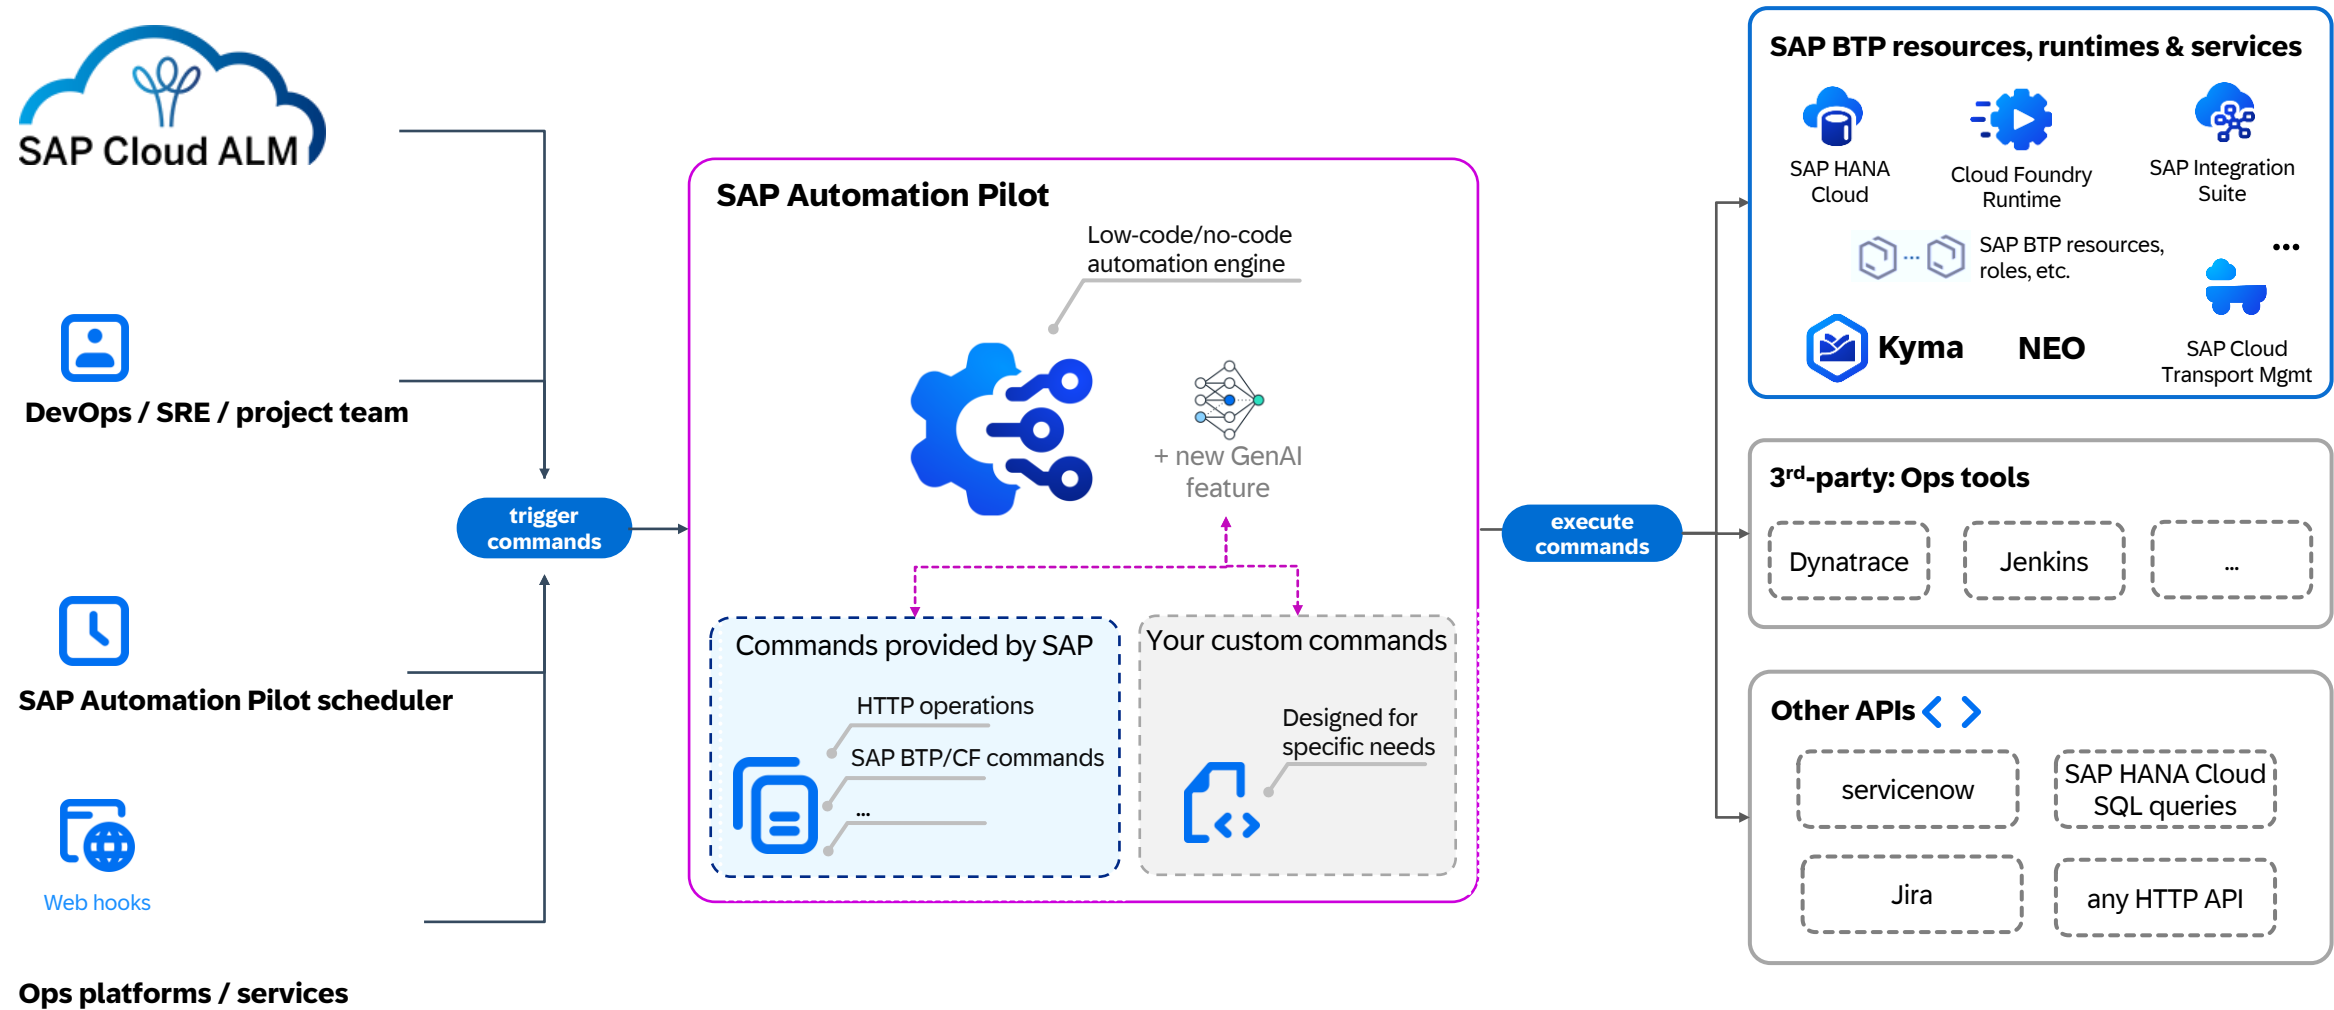 SAP Cloud ALM
DevOps / SRE / project team
SAP Automation Pilot scheduler
Web hooks
Ops platforms / services
trigger
commands
SAP Automation Pilot
Low-code/no-code
automation engine
+ new GenAI
feature
Commands provided by SAP
HTTP operations
SAP BTP/CF commands
...
Your custom commands
Designed for
specific needs
execute
commands
SAP BTP resources, runtimes & services
SAP HANA
Cloud
Cloud Foundry
Runtime
SAP Integration
Suite
...
SAP BTP resources,
roles, etc.
...
Kyma
NEO
SAP Cloud
Transport Mgmt
3rd-party: Ops tools
Dynatrace
Jenkins
...
Other APIs < >
servicenow
SAP HANA Cloud
SQL queries
Jira
any HTTP API